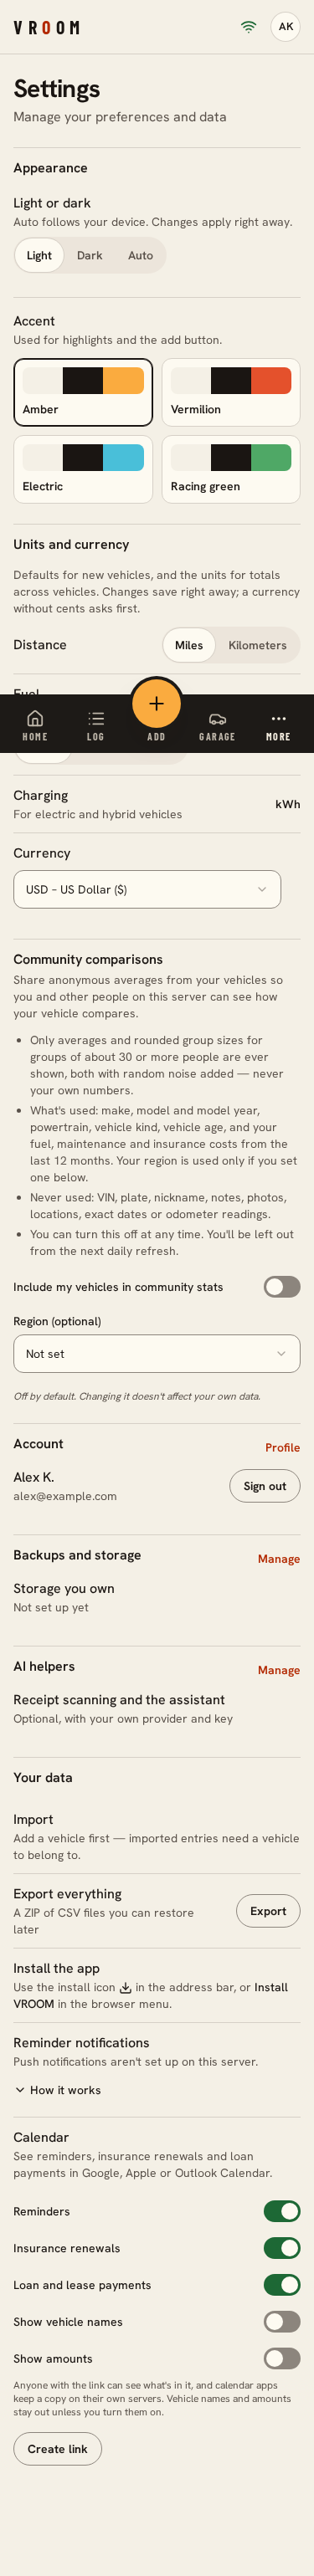 VROOM
AK
Settings
Manage your preferences and data
Appearance
Light or dark
Auto follows your device. Changes apply right away.
Light Dark Auto
Accent
Used for highlights and the add button.
Amber Vermilion
Electric Racing green
Units and currency
Defaults for new vehicles, and the units for totals
across vehicles. Changes save right away; a currency
without cents asks first.
Distance Miles Kilometers
HOME LOG ADD GARAGE MORE
Charging
For electric and hybrid vehicles
kWh
Currency
USD – US Dollar ($)
Community comparisons
Share anonymous averages from your vehicles so
you and other people on this server can see how
your vehicles compare.
• Only averages and rounded group sizes for
groups of about 30 or more people are ever
shown, both with random noise added — never
your own numbers.
• What's used: make, model and model year,
powertrain, vehicle kind, vehicle age, and your
fuel, maintenance and insurance costs from the
last 12 months. Your region is used only if you set
one below.
• Never used: VIN, plate, nickname, notes, photos,
locations, exact dates or odometer readings.
• You can turn this off at any time. You'll be left out
from the next daily refresh.
Include my vehicles in community stats
Region (optional)
Not set
Off by default. Changing it doesn't affect your own data.
Account
Profile
Alex K.
alex@example.com
Sign out
Backups and storage
Manage
Storage you own
Not set up yet
AI helpers
Manage
Receipt scanning and the assistant
Optional, with your own provider and key
Your data
Import
Add a vehicle first — imported entries need a vehicle
to belong to.
Export everything
A ZIP of CSV files you can restore
later
Export
Install the app
Use the install icon in the address bar, or Install
VROOM in the browser menu.
Reminder notifications
Push notifications aren't set up on this server.
How it works
Calendar
See reminders, insurance renewals and loan
payments in Google, Apple or Outlook Calendar.
Reminders
Insurance renewals
Loan and lease payments
Show vehicle names
Show amounts
Anyone with the link can see what's in it, and calendar apps
keep a copy on their own servers. Vehicle names and amounts
stay out unless you turn them on.
Create link